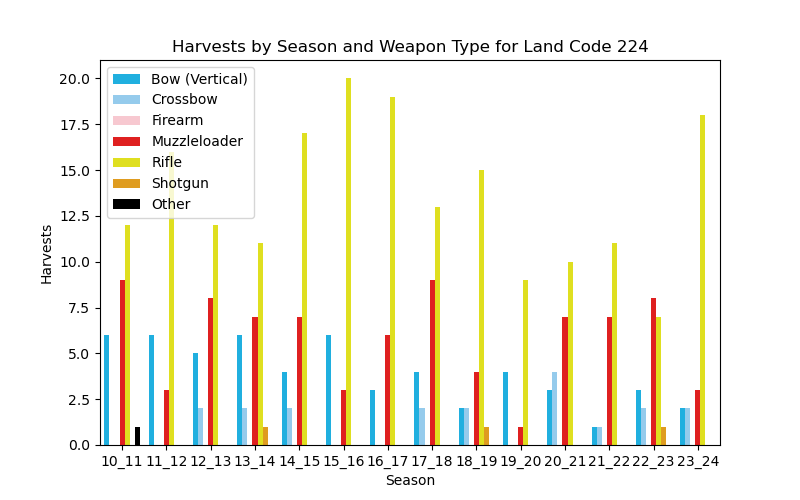 Harvests by Season and Weapon Type for Land Code 224
20.0
17.5
15.0
12.5
10.0
7.5
5.0
2.5
0.0
Harvests
Bow (Vertical)
Crossbow
Firearm
Muzzleloader
Rifle
Shotgun
Other
10_11 11_12 12_13 13_14 14_15 15_16 16_17 17_18 18_19 19_20 20_21 21_22 22_23 23_24
Season